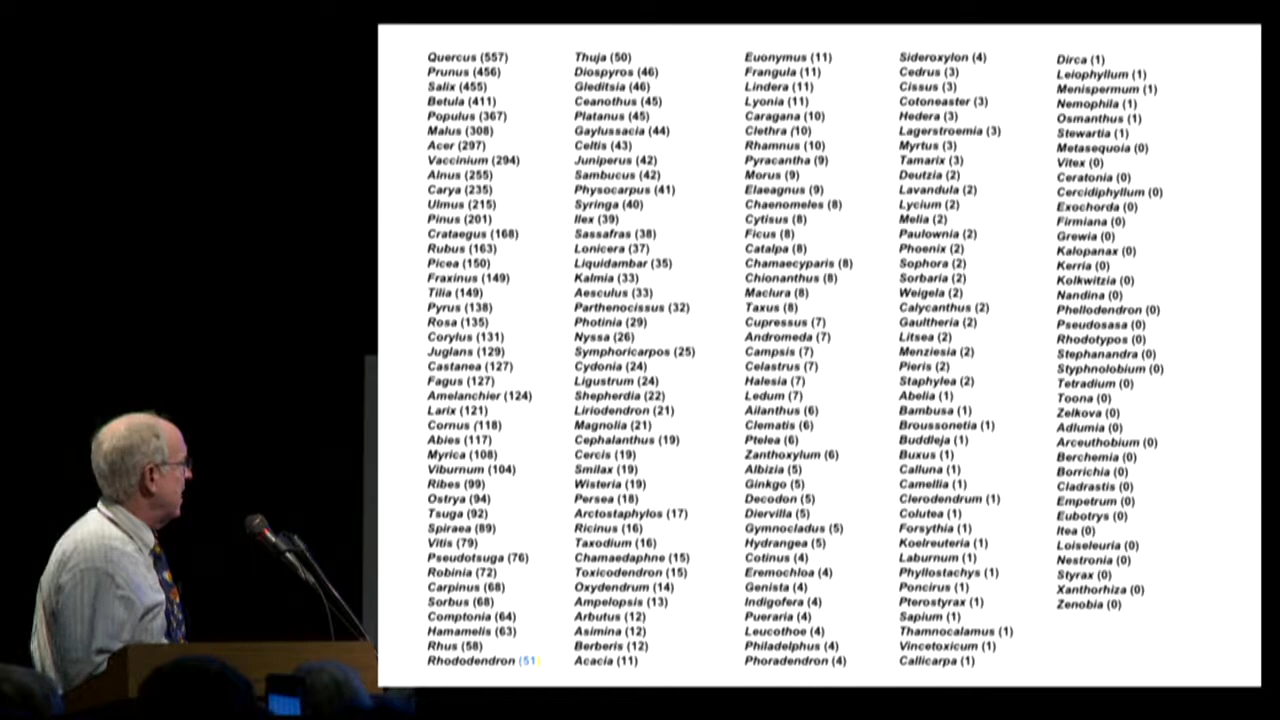 Quercus (557)
Prunus (456)
Salix (455)
Betula (411)
Populus (367)
Malus (308)
Acer (297)
Vaccinium (294)
Alnus (255)
Carya (235)
Ulmus (215)
Pinus (201)
Crataegus (168)
Rubus (163)
Picea (150)
Fraxinus (149)
Tilia (149)
Pyrus (138)
Rosa (135)
Corylus (131)
Juglans (129)
Castanea (127)
Fagus (127)
Amelanchier (124)
Larix (121)
Cornus (118)
Abies (117)
Myrica (108)
Viburnum (104)
Ribes (99)
Ostrya (94)
Tsuga (92)
Spiraea (89)
Vitis (79)
Pseudotsuga (76)
Robinia (72)
Carpinus (68)
Sorbus (68)
Comptonia (64)
Hamamelis (63)
Rhus (58)
Rhododendron (51)
Thuja (50)
Diospyros (46)
Gleditsia (46)
Ceanothus (45)
Platanus (45)
Gaylussacia (44)
Celtis (43)
Juniperus (42)
Sambucus (42)
Physocarpus (41)
Syringa (40)
Ilex (39)
Sassafras (38)
Lonicera (37)
Liquidambar (35)
Kalmia (33)
Aesculus (33)
Parthenocissus (32)
Photinia (29)
Nyssa (26)
Symphoricarpos (25)
Cydonia (24)
Ligustrum (24)
Shepherdia (22)
Liriodendron (21)
Magnolia (21)
Cephalanthus (19)
Cercis (19)
Smilax (19)
Wisteria (19)
Persea (18)
Arctostaphylos (17)
Ricinus (16)
Taxodium (16)
Chamaedaphne (15)
Toxicodendron (15)
Oxydendrum (14)
Ampelopsis (13)
Arbutus (12)
Asimina (12)
Berberis (12)
Acacia (11)
Euonymus (11)
Frangula (11)
Lindera (11)
Lyonia (11)
Caragana (10)
Clethra (10)
Rhamnus (10)
Pyracantha (9)
Morus (9)
Elaeagnus (9)
Chaenomeles (8)
Cytisus (8)
Ficus (8)
Catalpa (8)
Chamaecyparis (8)
Chionanthus (8)
Maclura (8)
Taxus (8)
Cupressus (7)
Andromeda (7)
Campsis (7)
Celastrus (7)
Halesia (7)
Ledum (7)
Ailanthus (6)
Clematis (6)
Ptelea (6)
Zanthoxylum (6)
Albizia (5)
Ginkgo (5)
Decodon (5)
Diervilla (5)
Gymnocladus (5)
Hydrangea (5)
Cotinus (4)
Eremochloa (4)
Genista (4)
Indigofera (4)
Pueraria (4)
Leucothoe (4)
Philadelphus (4)
Phoradendron (4)
Sideroxylon (4)
Cedrus (3)
Cissus (3)
Cotoneaster (3)
Hedera (3)
Lagerstroemia (3)
Myrtus (3)
Tamarix (3)
Deutzia (2)
Lavandula (2)
Lycium (2)
Melia (2)
Paulownia (2)
Phoenix (2)
Sophora (2)
Sorbaria (2)
Weigela (2)
Calycanthus (2)
Gaultheria (2)
Litsea (2)
Menziesia (2)
Pieris (2)
Staphylea (2)
Abelia (1)
Bambusa (1)
Broussonetia (1)
Buddleja (1)
Buxus (1)
Calluna (1)
Camellia (1)
Clerodendrum (1)
Colutea (1)
Forsythia (1)
Koelreuteria (1)
Laburnum (1)
Phyllostachys (1)
Poncirus (1)
Pterostyrax (1)
Sapium (1)
Thamnocalamus (1)
Vincetoxicum (1)
Callicarpa (1)
Dirca (1)
Leiophyllum (1)
Menispermum (1)
Nemophila (1)
Osmanthus (1)
Stewartia (1)
Metasequoia (0)
Vitex (0)
Ceratonia (0)
Cercidiphyllum (0)
Exochorda (0)
Firmiana (0)
Grewia (0)
Kalopanax (0)
Kerria (0)
Kolkwitzia (0)
Nandina (0)
Phellodendron (0)
Pseudosasa (0)
Rhodotypos (0)
Stephanandra (0)
Styphnolobium (0)
Tetradium (0)
Toona (0)
Zelkova (0)
Adlumia (0)
Arceuthobium (0)
Berchemia (0)
Borrichia (0)
Cladrastis (0)
Empetrum (0)
Eubotrys (0)
Itea (0)
Loiseleuria (0)
Nestronia (0)
Styrax (0)
Xanthorhiza (0)
Zenobia (0)